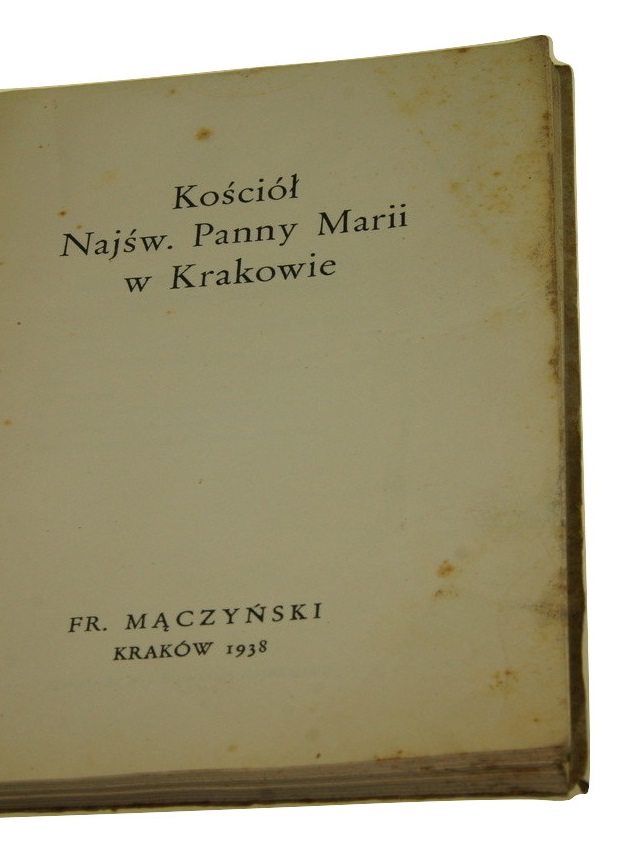 Kościół
Najśw. Panny Marii
w Krakowie
FR. MĄCZYŃSKI
KRAKÓW 1938